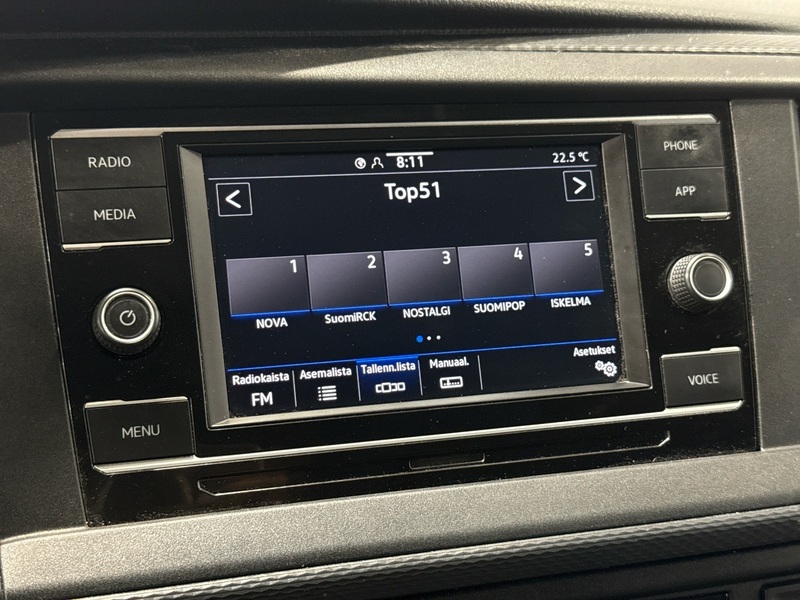 RADIO
MEDIA
MENU
8:11
22.5 °C
<
Top51
>
1 2 3 4 5
NOVA SuomiRCK NOSTALGI SUOMIPOP ISKELMA
Radiokaista Asemalista Tallenn.lista Manuaal. Asetukset
FM
PHONE
APP
VOICE